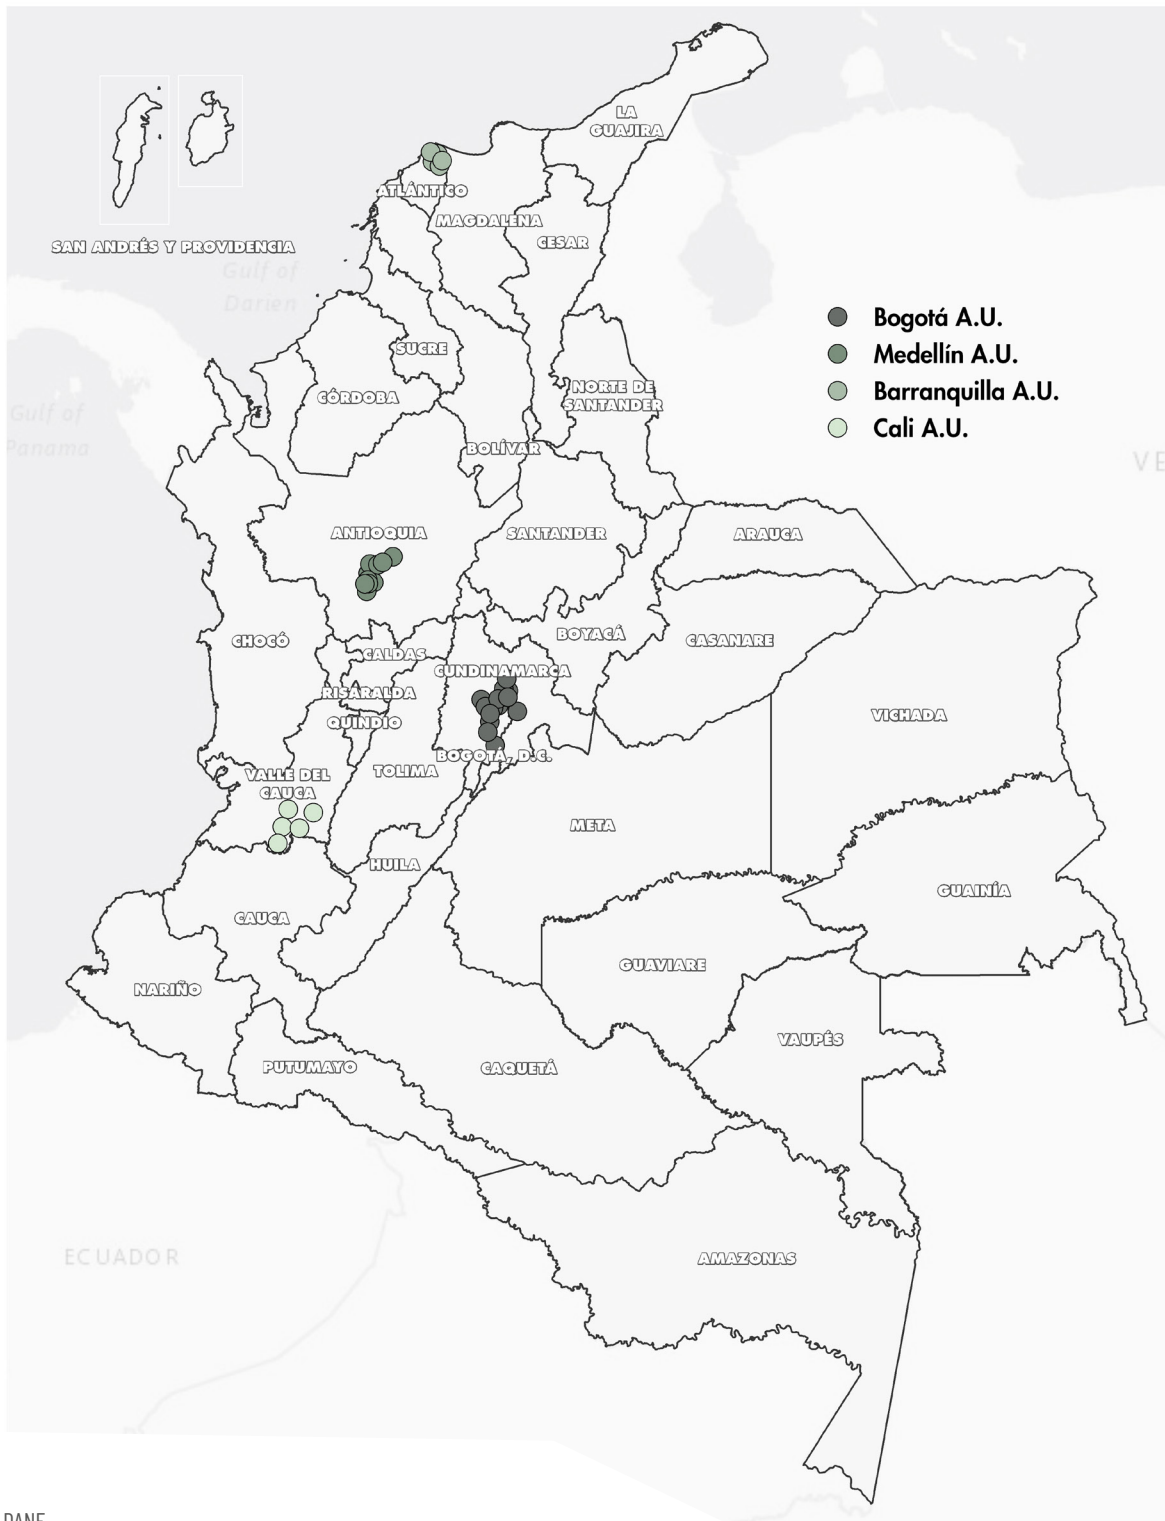 LA
GUAJIRA
ATLÁNTICO
MAGDALENA
CESAR
SAN ANDRÉS Y PROVIDENCIA
Gulf of
Darien
Bogotá A.U.
Medellín A.U.
Barranquilla A.U.
Cali A.U.
SUCRE
CÓRDOBA
NORTE DE
SANTANDER
Gulf of
Panama
BOLÍVAR
VE
ANTIOQUIA
SANTANDER
ARAUCA
CHOCÓ
BOYACÁ
CASANARE
CALDAS
CUNDINAMARCA
RISARALDA
QUINDIO
VICHADA
BOGOTÁ, D.C.
TOLIMA
VALLE DEL
CAUCA
META
HUILA
GUAINÍA
CAUCA
GUAVIARE
NARIÑO
VAUPÉS
PUTUMAYO
CAQUETÁ
ECUADOR
AMAZONAS
DANE